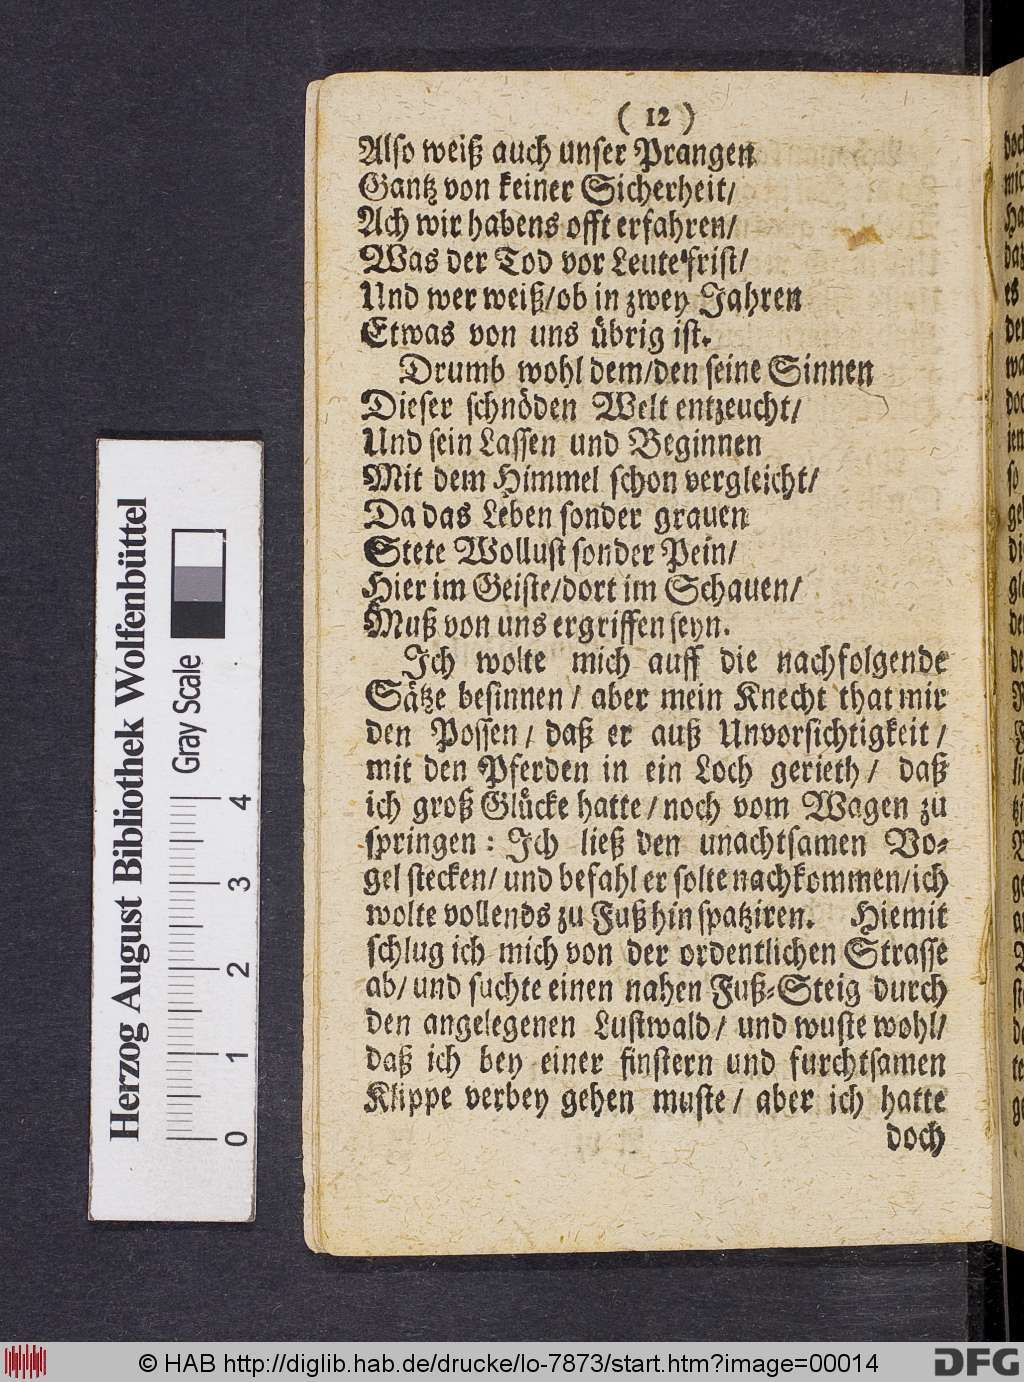 ( 12 )
Also weiß auch unser Prangen
Gantz von keiner Sicherheit/
Ach wir habens offt erfahren/
Was der Tod vor Leute frist/
Und wer weiß/ob in zwey Jahren
Etwas von uns übrig ist.
Drumb wohl dem/den seine Sinnen
Dieser schnöden Welt entzeucht/
Und sein Lassen und Beginnen
Mit dem Himmel schon vergleicht/
Da das Leben sonder grauen
Stete Wollust sonder Pein/
Hier im Geiste/dort im Schauen/
Muß von uns ergriffen seyn.
Ich wolte mich auff die nachfolgende
Sätze besinnen/ aber mein Knecht that mir
den Possen/ daß er auß Unvorsichtigkeit/
mit den Pferden in ein Loch gerieth/ daß
ich groß Glücke hatte/noch vom Wagen zu
springen: Ich ließ den unachtsamen Vo-
gel stecken/ und befahl er solte nachkommen/ich
wolte vollends zu Fuß hin spatziren. Hiemit
schlug ich mich von der ordentlichen Strasse
ab/ und suchte einen nahen Fuß-Steig durch
den angelegenen Lustwald/ und wuste wohl/
daß ich bey einer finstern und furchtsamen
Klippe verbey gehen muste/ aber ich hatte
doch
Herzog August Bibliothek Wolfenbüttel
Gray Scale
0 1 2 3 4
© HAB http://diglib.hab.de/drucke/lo-7873/start.htm?image=00014
DFG